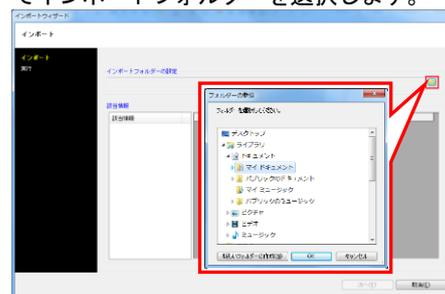 でインポートフォルダーを選択します。
インポートウィザード
インポート
インポート
実行
インポートフォルダーの設定
該当情報
該当情報
フォルダーの参照
フォルダーを選択してください。
デスクトップ
ライブラリ
ドキュメント
マイ ドキュメント
パブリックのドキュメント
マイ ミュージック
パブリックのミュージック
ピクチャ
ビデオ
ミュージック
新しいフォルダーの作成(N)
OK
キャンセル